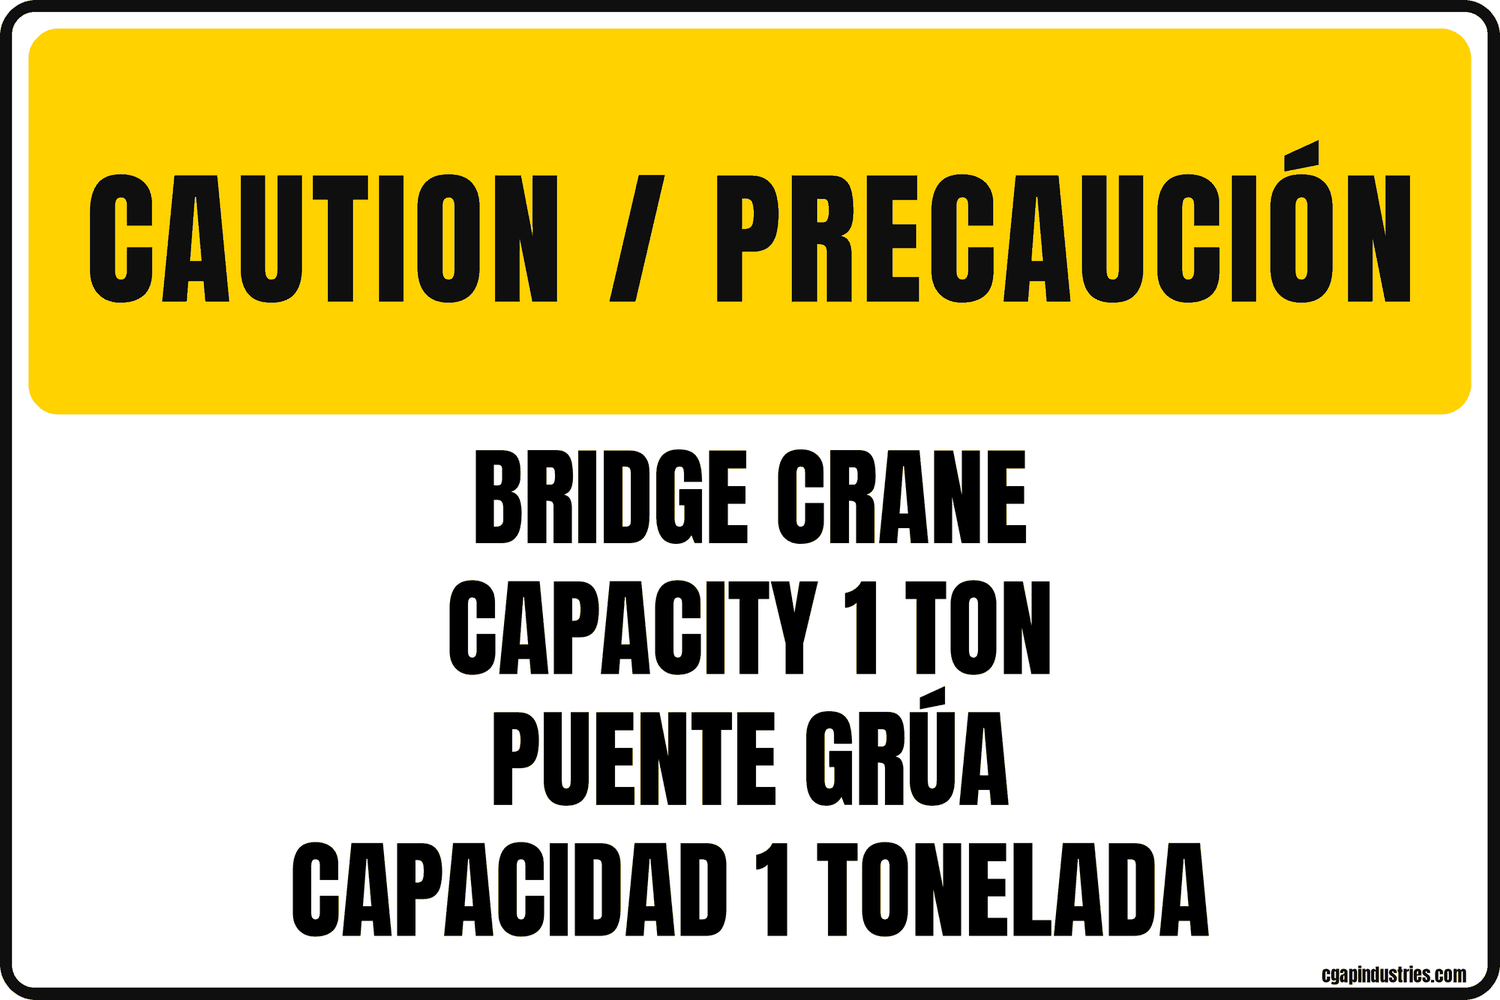 CAUTION / PRECAUCIÓN
BRIDGE CRANE
CAPACITY 1 TON
PUENTE GRÚA
CAPACIDAD 1 TONELADA
cgapindustries.com